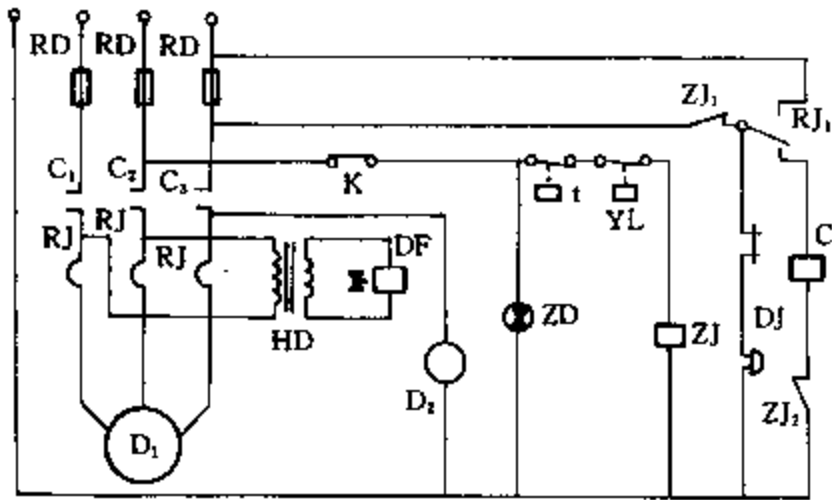 RD RD RD
ZJ₁
RJ₁
C₁ C₂ C₃
K
t
YL
RJ RJ RJ
DF
C
HD
ZD
ZJ
DJ
D₂
D₁
ZJ₂